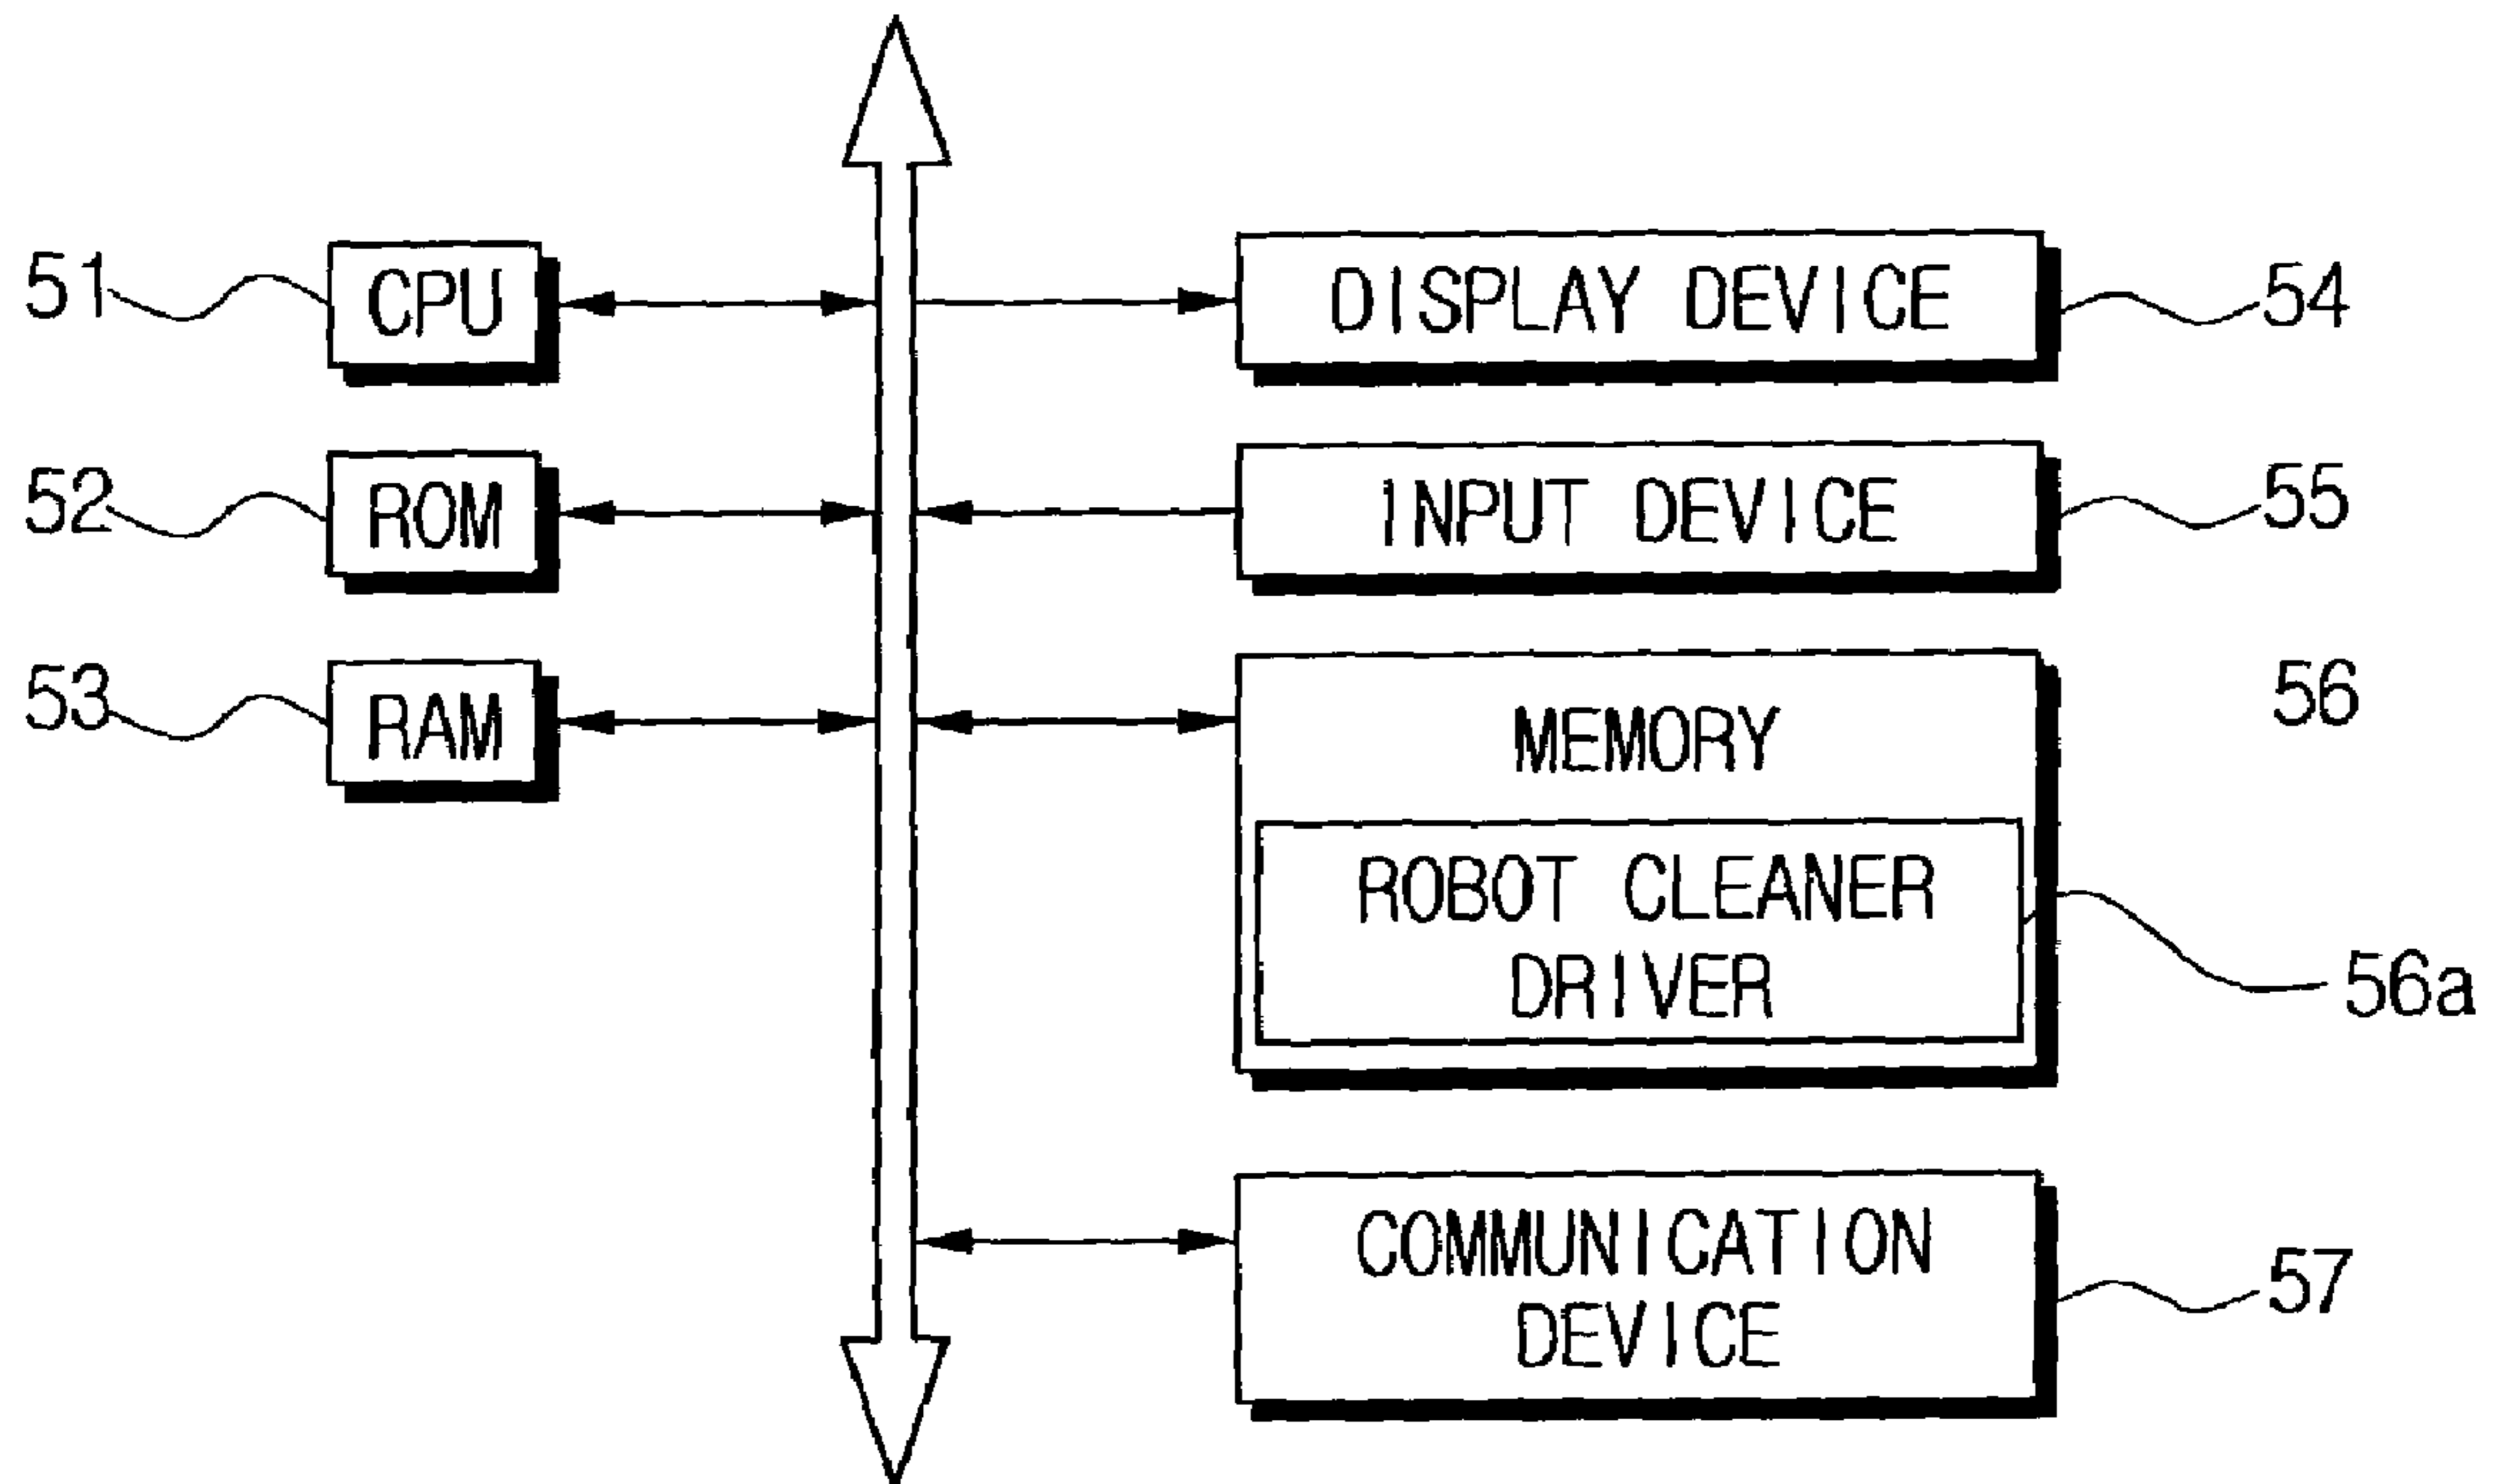 51 CPU
DISPLAY DEVICE 54
52 ROM
INPUT DEVICE 55
53 RAM
MEMORY 56
ROBOT CLEANER
DRIVER
56a
COMMUNICATION
DEVICE
57